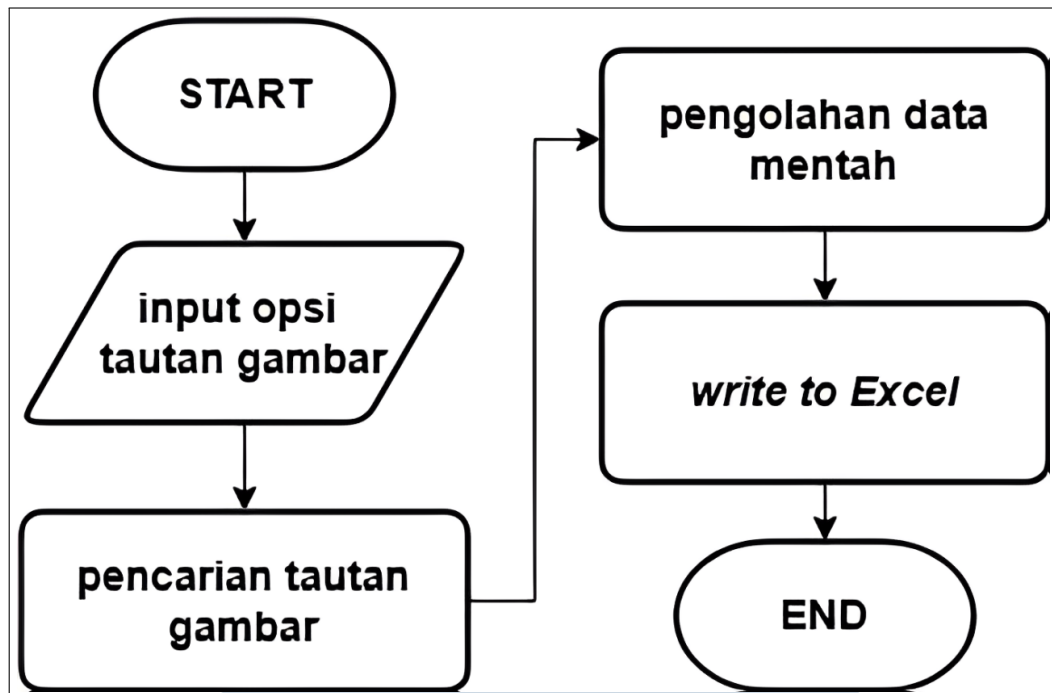 START
input opsi
tautan gambar
pencarian tautan
gambar
pengolahan data
mentah
write to Excel
END